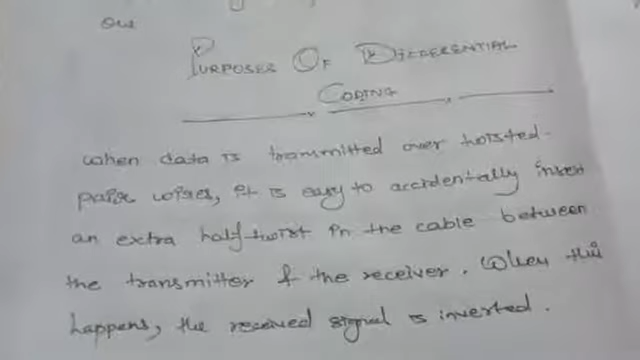 our
PURPOSES OF DIFFERENTIAL
CODING
When data is transmitted over twisted-
pair wires, it is easy to accidentally insert
an extra half-twist in the cable between
the transmitter & the receiver. When this
happens, the received signal is inverted.